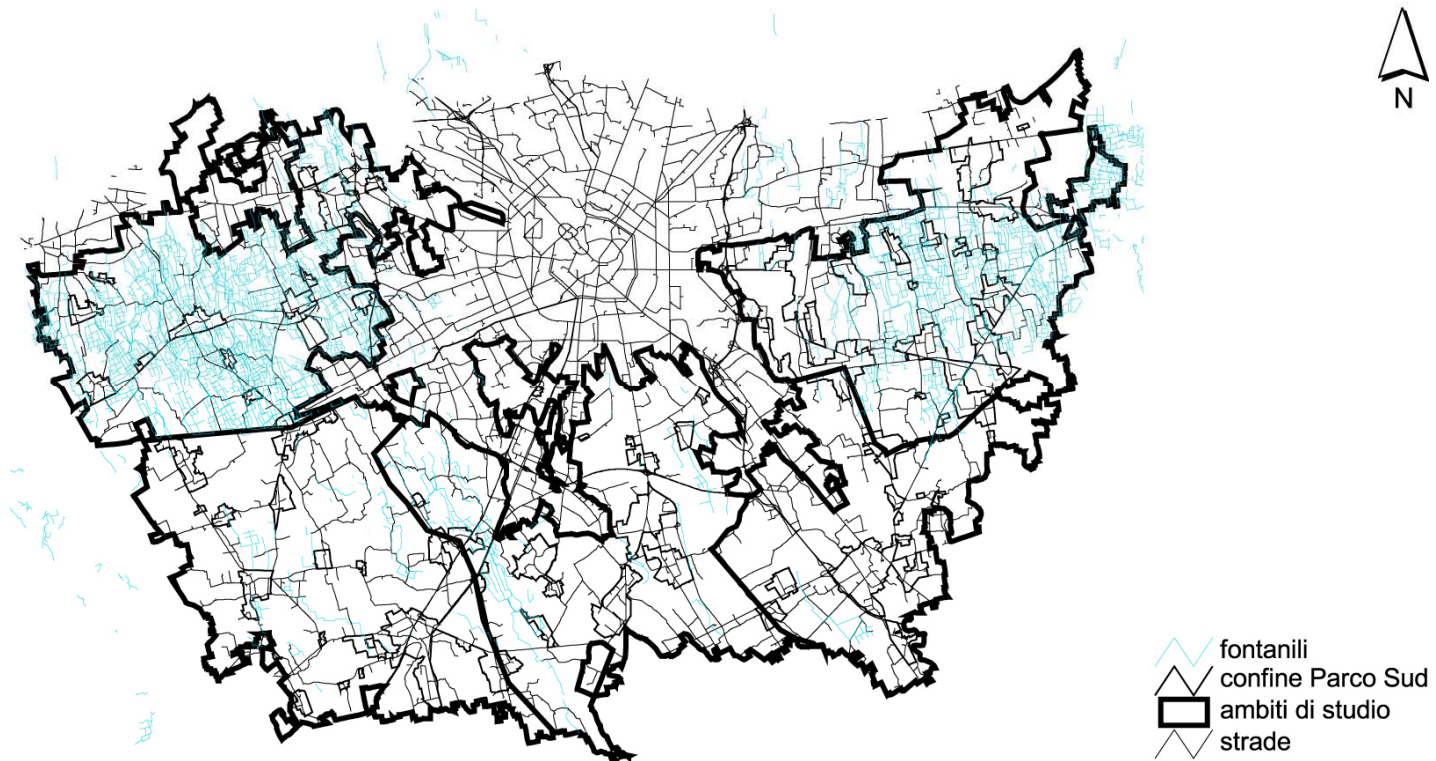 N
fontanili
confine Parco Sud
ambiti di studio
strade